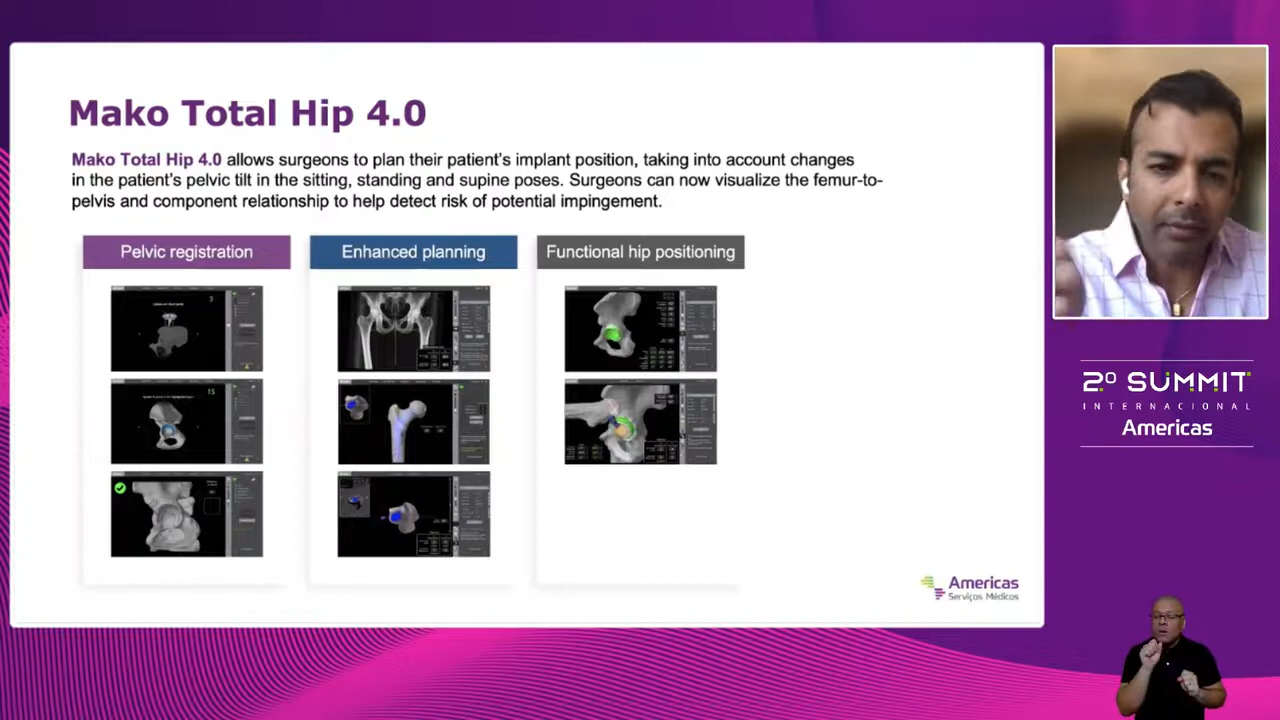 Mako Total Hip 4.0
Mako Total Hip 4.0 allows surgeons to plan their patient's implant position, taking into account changes
in the patient's pelvic tilt in the sitting, standing and supine poses. Surgeons can now visualize the femur-to-
pelvis and component relationship to help detect risk of potential impingement.
Pelvic registration
Enhanced planning
Functional hip positioning
3
15
Americas
Serviços Médicos
2º SUMMIT
INTERNACIONAL
Americas